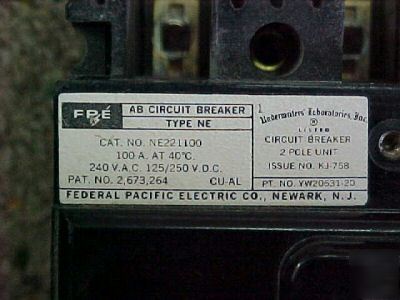 FPE
AB CIRCUIT BREAKER
TYPE NE
CAT. NO. NE221100
100 A. AT 40°C.
240 V.A.C. 125/250 V.D.C.
PAT. NO. 2,673,264 CU-AL
1
Underwriters' Laboratories, Inc.
®
LISTED
CIRCUIT BREAKER
2 POLE UNIT
ISSUE NO. KJ-758
PT. NO. YW20531-20
FEDERAL PACIFIC ELECTRIC CO., NEWARK, N. J.